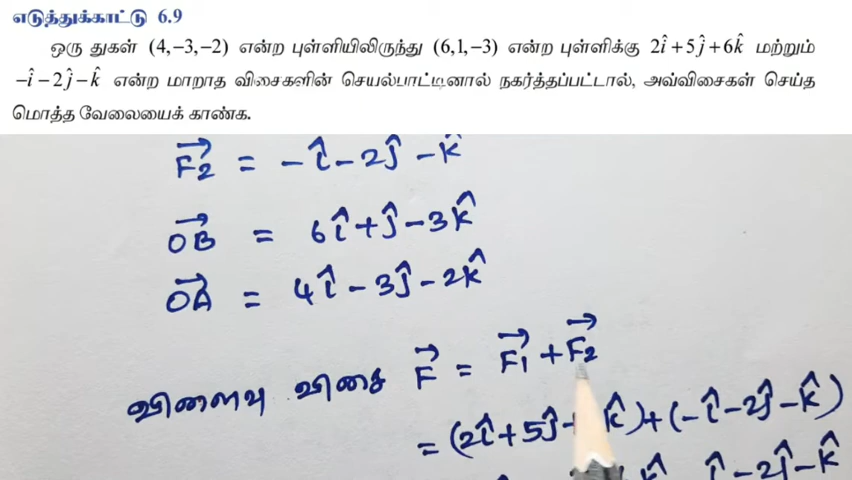 எடுத்துக்காட்டு 6.9
ஒரு துகள் (4,−3,−2) என்ற புள்ளியிலிருந்து (6,1,−3) என்ற புள்ளிக்கு 2î+5ĵ+6k̂ மற்றும்
−î−2ĵ−k̂ என்ற மாறாத விசைகளின் செயல்பாட்டினால் நகர்த்தப்பட்டால், அவ்விசைகள் செய்த
மொத்த வேலையைக் காண்க.
F₂⃗ = −î−2ĵ−k̂
OB⃗ = 6î+ĵ−3k̂
OA⃗ = 4î−3ĵ−2k̂
விளைவு விசை F⃗ = F₁⃗ + F₂⃗
= (2î+5ĵ+ k̂)+(−î−2ĵ−k̂)
k̂ î−2ĵ−k̂